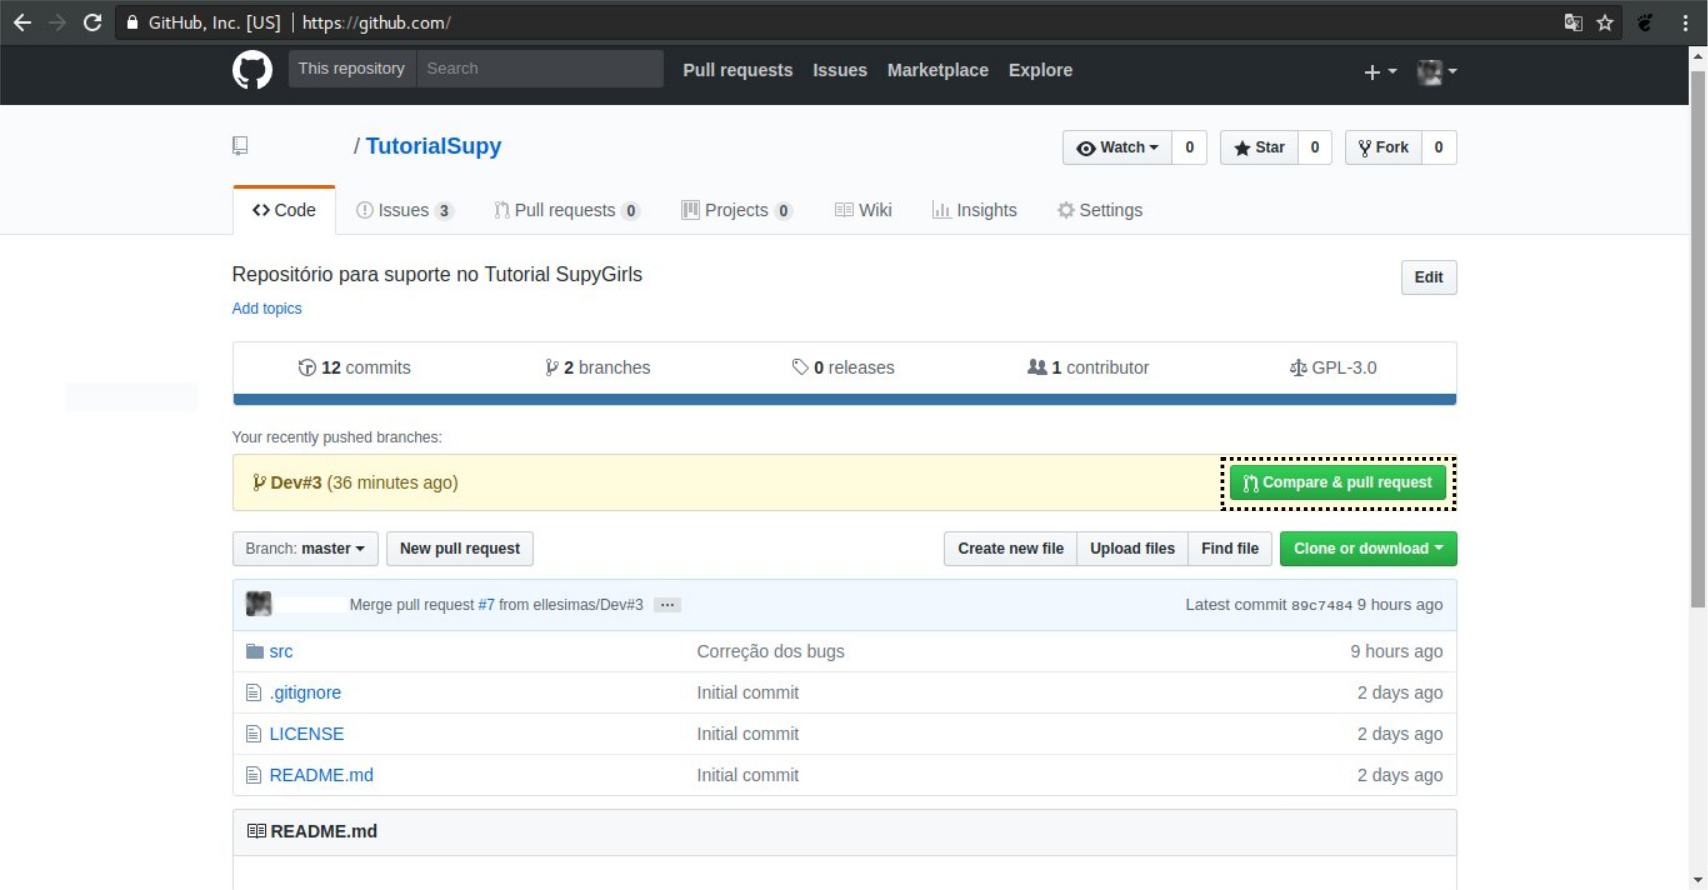 GitHub, Inc. [US] | https://github.com/
This repository Search Pull requests Issues Marketplace Explore
/ TutorialSupy Watch 0 Star 0 Fork 0
Code Issues 3 Pull requests 0 Projects 0 Wiki Insights Settings
Repositório para suporte no Tutorial SupyGirls Edit
Add topics
12 commits 2 branches 0 releases 1 contributor GPL-3.0
Your recently pushed branches:
Dev#3 (36 minutes ago) Compare & pull request
Branch: master New pull request Create new file Upload files Find file Clone or download
Merge pull request #7 from ellesimas/Dev#3 ... Latest commit 89c7484 9 hours ago
src Correção dos bugs 9 hours ago
.gitignore Initial commit 2 days ago
LICENSE Initial commit 2 days ago
README.md Initial commit 2 days ago
README.md